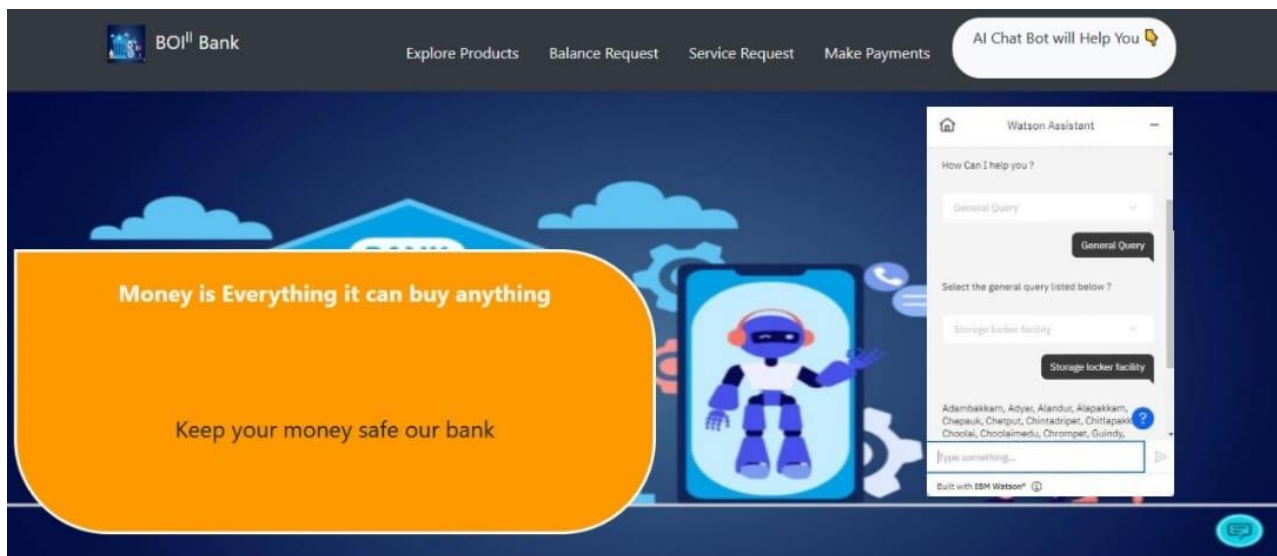 BOIᴵᴵ Bank
Explore Products
Balance Request
Service Request
Make Payments
AI Chat Bot will Help You 👇
Watson Assistant
How Can I help you ?
General Query
General Query
Select the general query listed below ?
Storage locker facility
Storage locker facility
Adambakkam, Adyar, Alandur, Alapakkam,
Chepauk, Chetput, Chintadripet,
Choolai, Choolaimedu, Chrompet, Guindy,
?
Type something...
Built with IBM Watson®
Money is Everything it can buy anything
Keep your money safe our bank